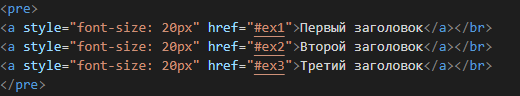 <pre>
<a style="font-size: 20px" href="#ex1">Первый заголовок</a></br>
<a style="font-size: 20px" href="#ex2">Второй заголовок</a></br>
<a style="font-size: 20px" href="#ex3">Третий заголовок</a></br>
</pre>